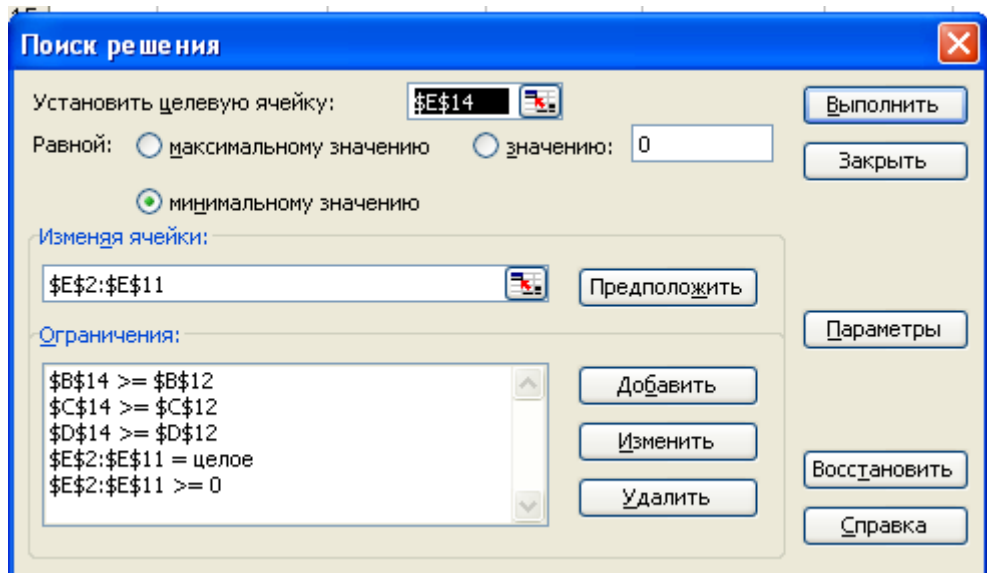 Поиск решения
Установить целевую ячейку: $E$14
Выполнить
Равной: максимальному значению значению: 0
Закрыть
минимальному значению
Изменяя ячейки:
$E$2:$E$11
Предположить
Параметры
Ограничения:
$B$14 >= $B$12
$C$14 >= $C$12
$D$14 >= $D$12
$E$2:$E$11 = целое
$E$2:$E$11 >= 0
Добавить
Изменить
Удалить
Восстановить
Справка